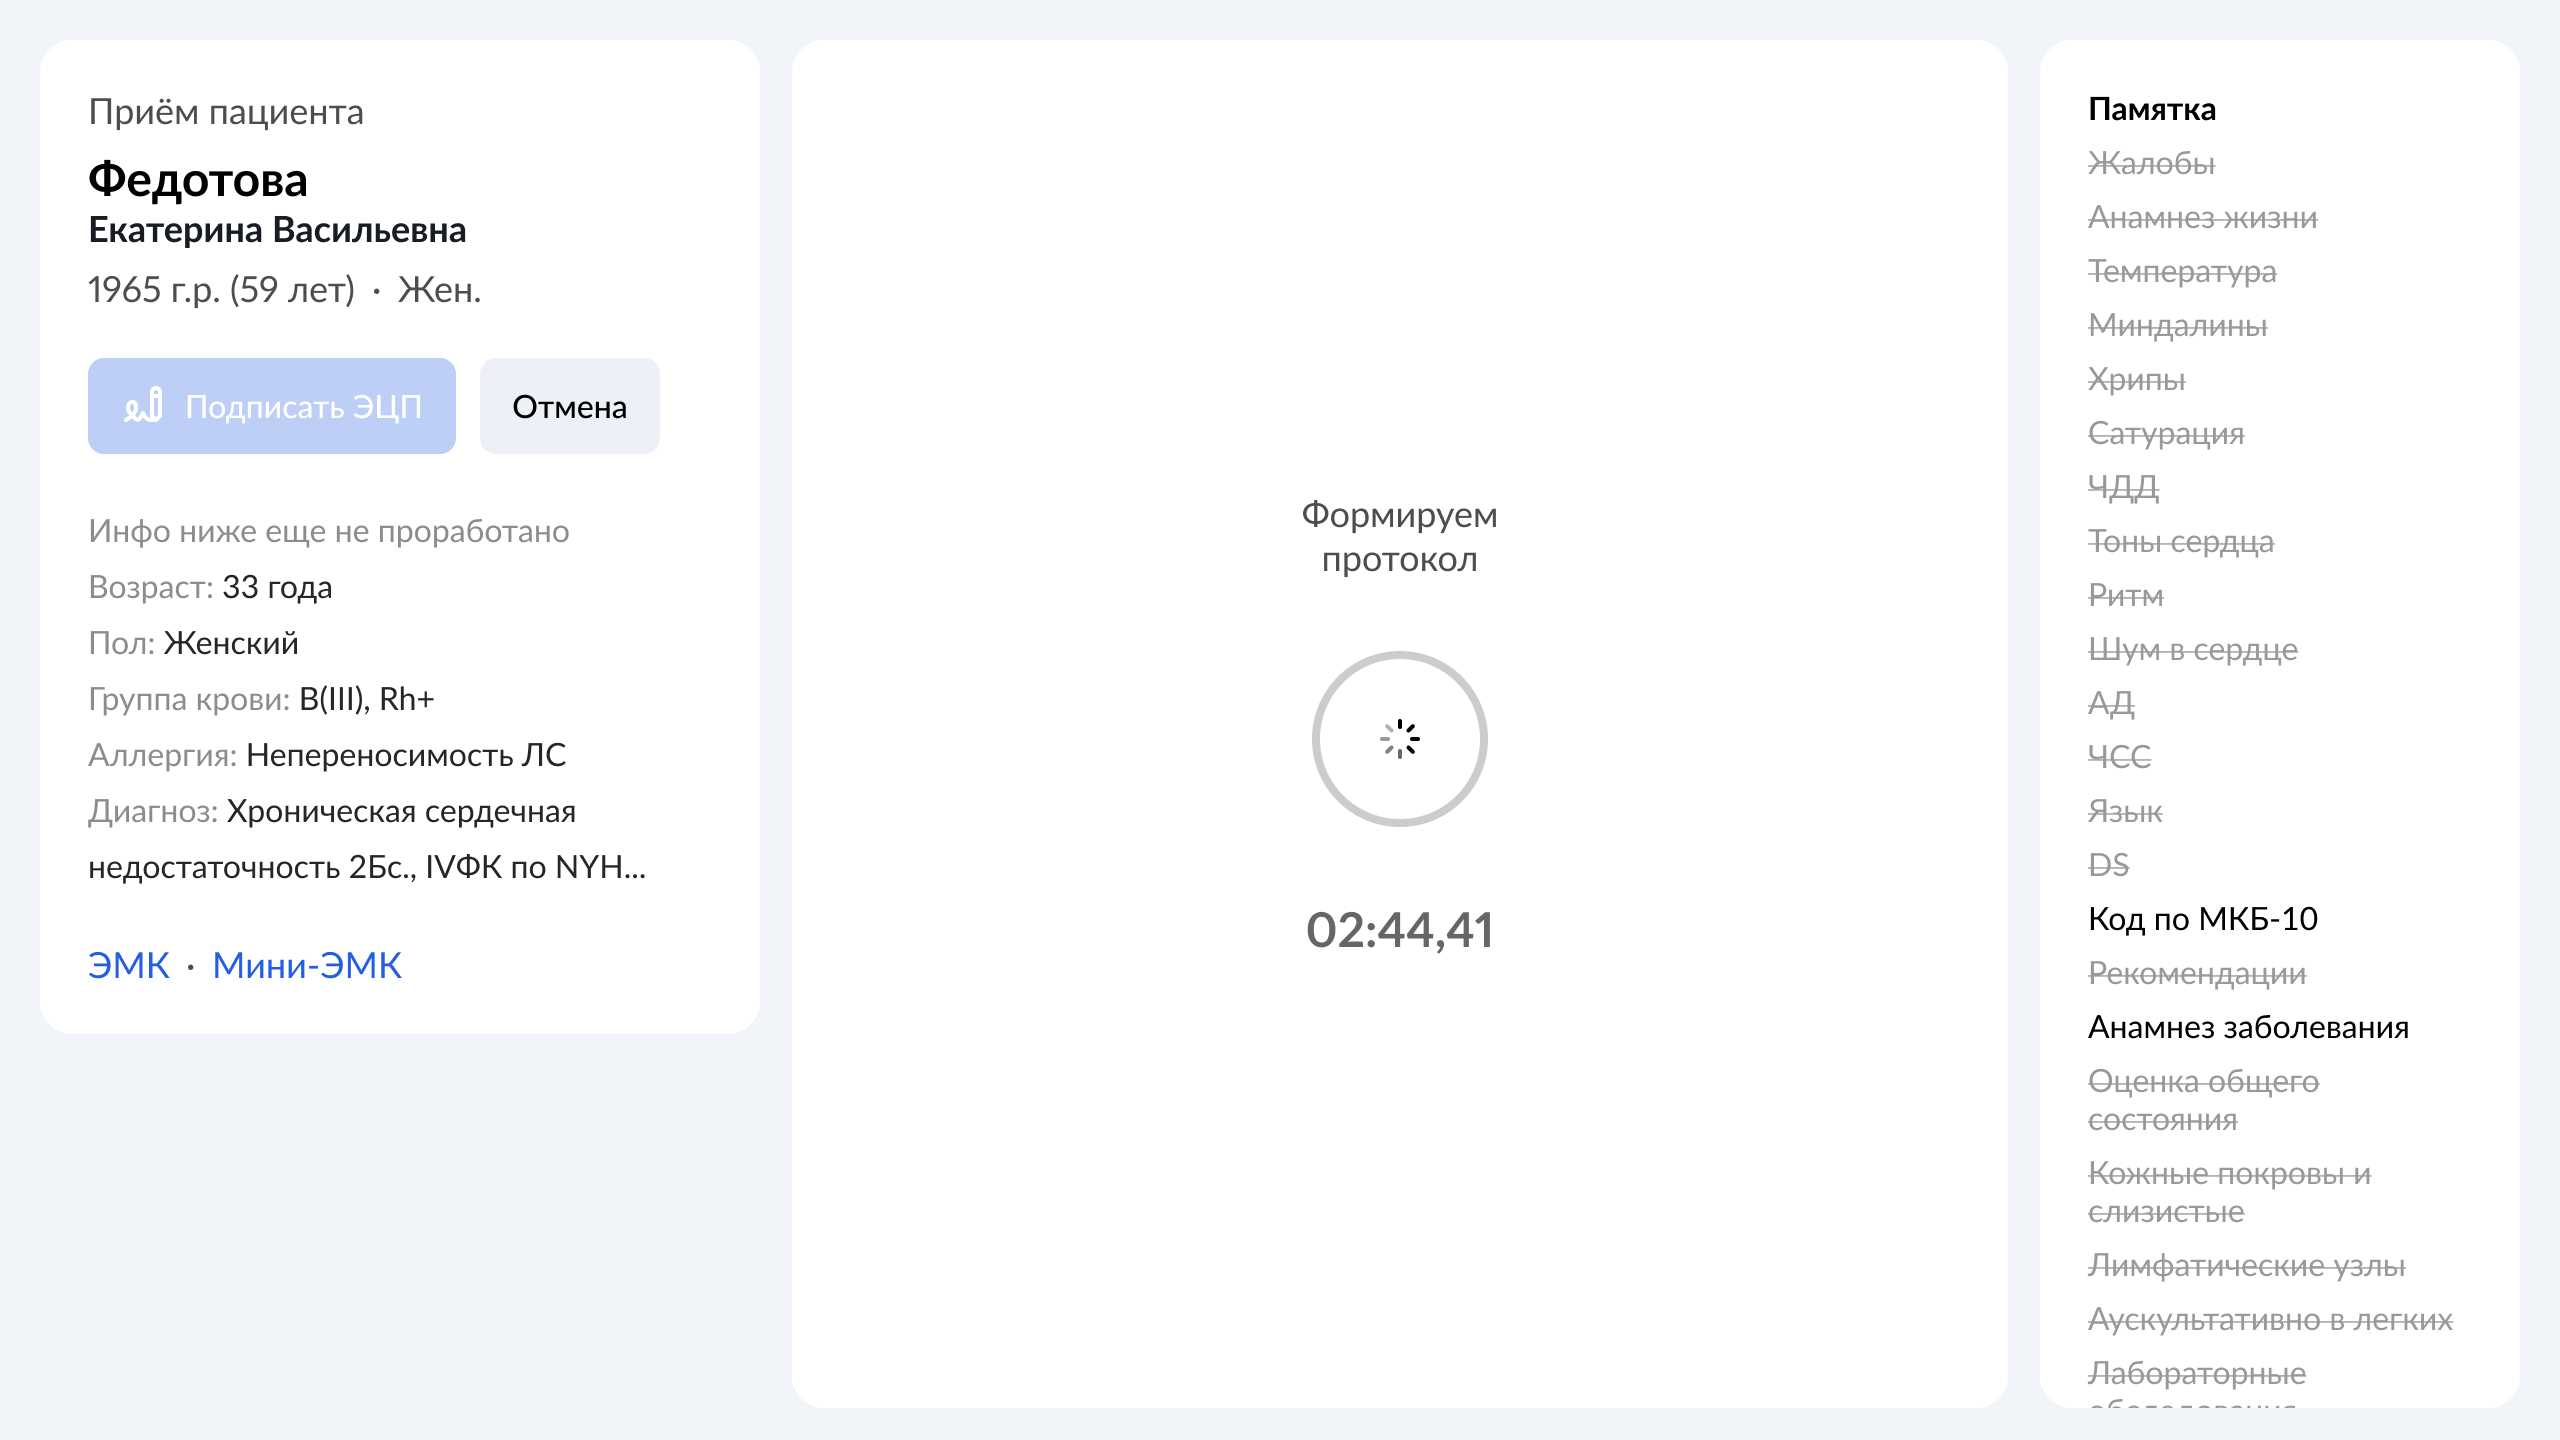 Приём пациента
Федотова
Екатерина Васильевна
1965 г.р. (59 лет) · Жен.
Подписать ЭЦП
Отмена
Инфо ниже еще не проработано
Возраст: 33 года
Пол: Женский
Группа крови: B(III), Rh+
Аллергия: Непереносимость ЛС
Диагноз: Хроническая сердечная
недостаточность 2Бс., IVФК по NYH...
ЭМК · Мини-ЭМК
Формируем
протокол
02:44,41
Памятка
Жалобы
Анамнез жизни
Температура
Миндалины
Хрипы
Сатурация
ЧДД
Тоны сердца
Ритм
Шум в сердце
АД
ЧСС
Язык
DS
Код по МКБ-10
Рекомендации
Анамнез заболевания
Оценка общего
состояния
Кожные покровы и
слизистые
Лимфатические узлы
Аускультативно в легких
Лабораторные